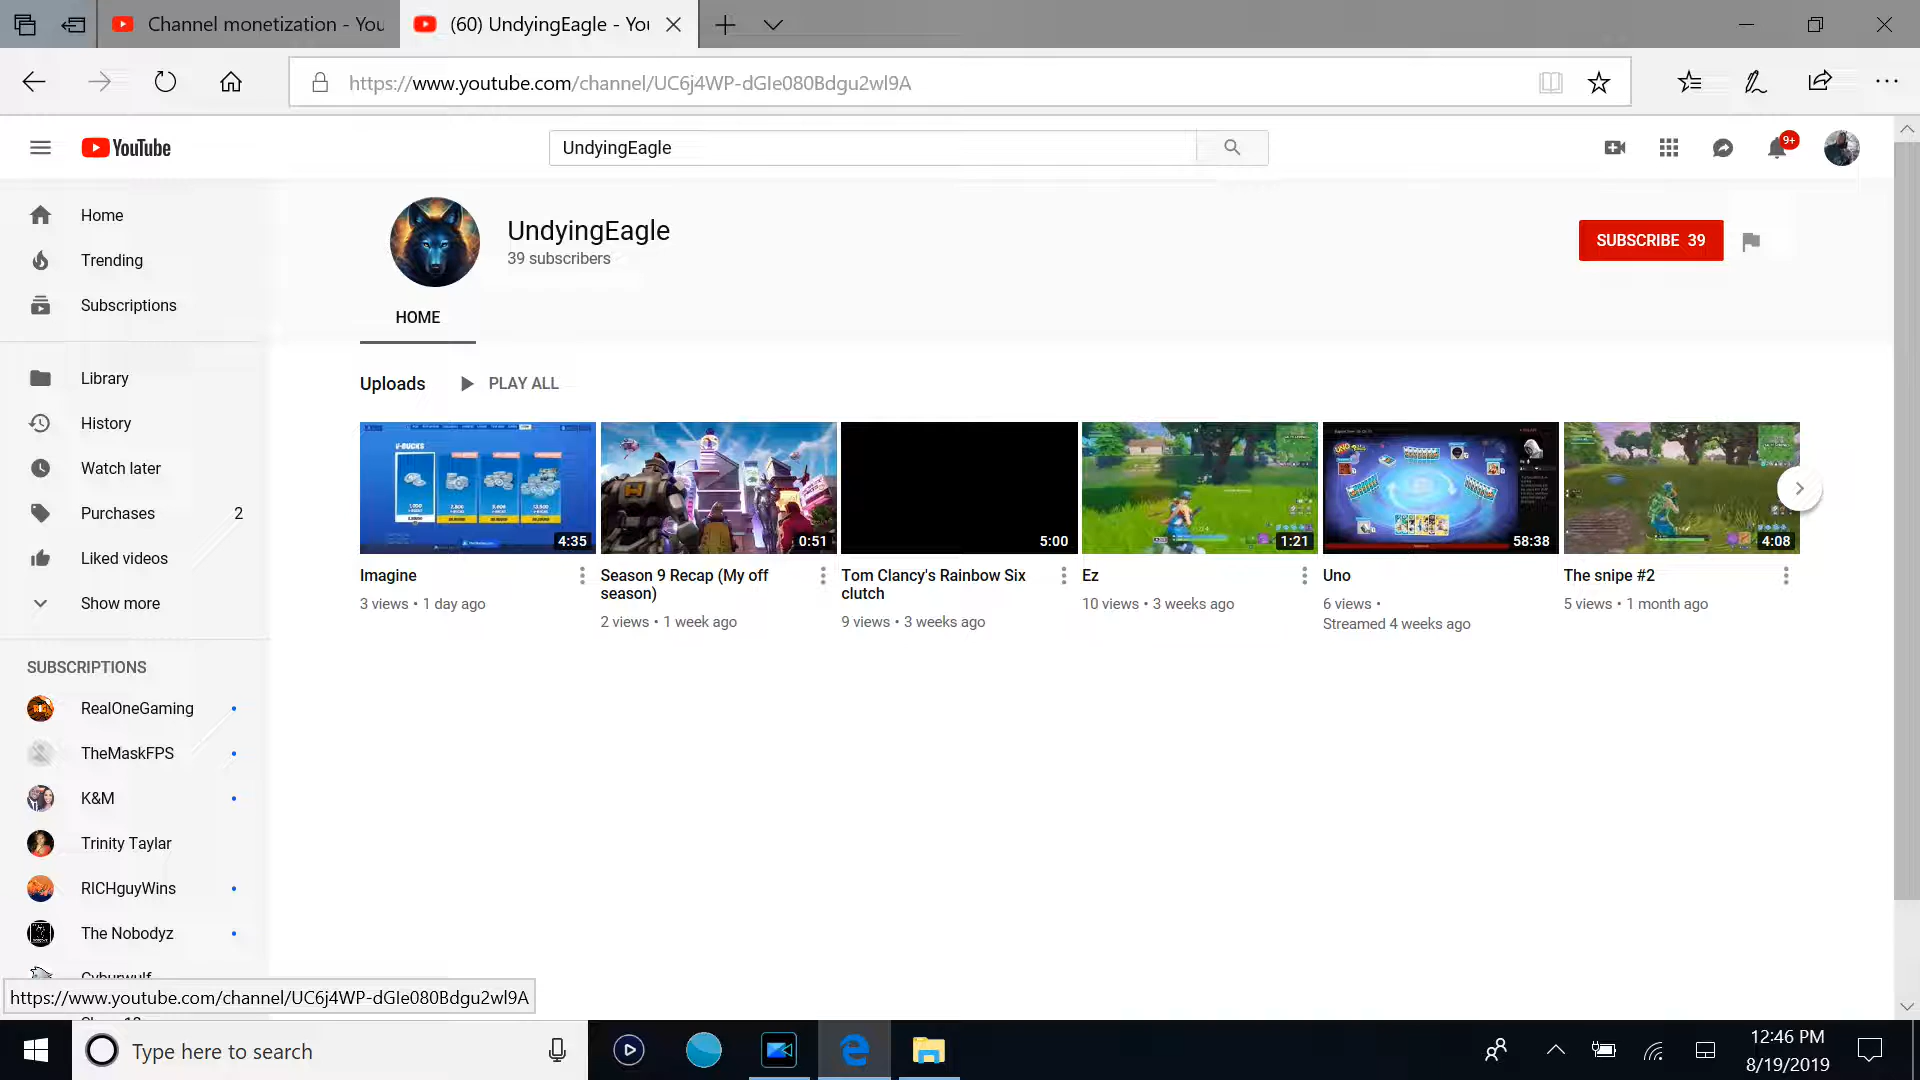 Channel monetization - You
(60) UndyingEagle - You
https://www.youtube.com/channel/UC6j4WP-dGIe080Bdgu2wl9A
YouTube
UndyingEagle
9+
Home
Trending
Subscriptions
Library
History
Watch later
Purchases 2
Liked videos
Show more
SUBSCRIPTIONS
RealOneGaming
TheMaskFPS
K&M
Trinity Taylar
RICHguyWins
The Nobodyz
Cyburwulf
https://www.youtube.com/channel/UC6j4WP-dGIe080Bdgu2wl9A
UndyingEagle
39 subscribers
SUBSCRIBE 39
HOME
Uploads
PLAY ALL
V-BUCKS
4:35
Imagine
3 views • 1 day ago
0:51
Season 9 Recap (My off
season)
2 views • 1 week ago
5:00
Tom Clancy's Rainbow Six
clutch
9 views • 3 weeks ago
1:21
Ez
10 views • 3 weeks ago
UNO
58:38
Uno
6 views •
Streamed 4 weeks ago
4:08
The snipe #2
5 views • 1 month ago
Type here to search
12:46 PM
8/19/2019